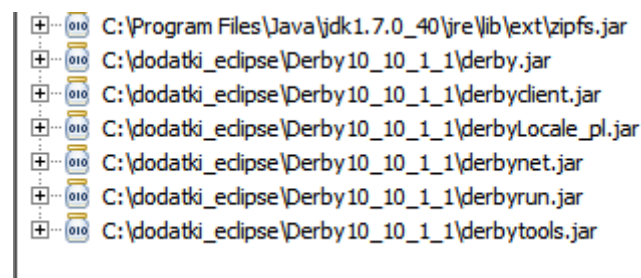 C:\Program Files\Java\jdk1.7.0_40\jre\lib\ext\zipfs.jar
C:\dodatki_eclipse\Derby10_10_1_1\derby.jar
C:\dodatki_eclipse\Derby10_10_1_1\derbyclient.jar
C:\dodatki_eclipse\Derby10_10_1_1\derbyLocale_pl.jar
C:\dodatki_eclipse\Derby10_10_1_1\derbynet.jar
C:\dodatki_eclipse\Derby10_10_1_1\derbyrun.jar
C:\dodatki_eclipse\Derby10_10_1_1\derbytools.jar